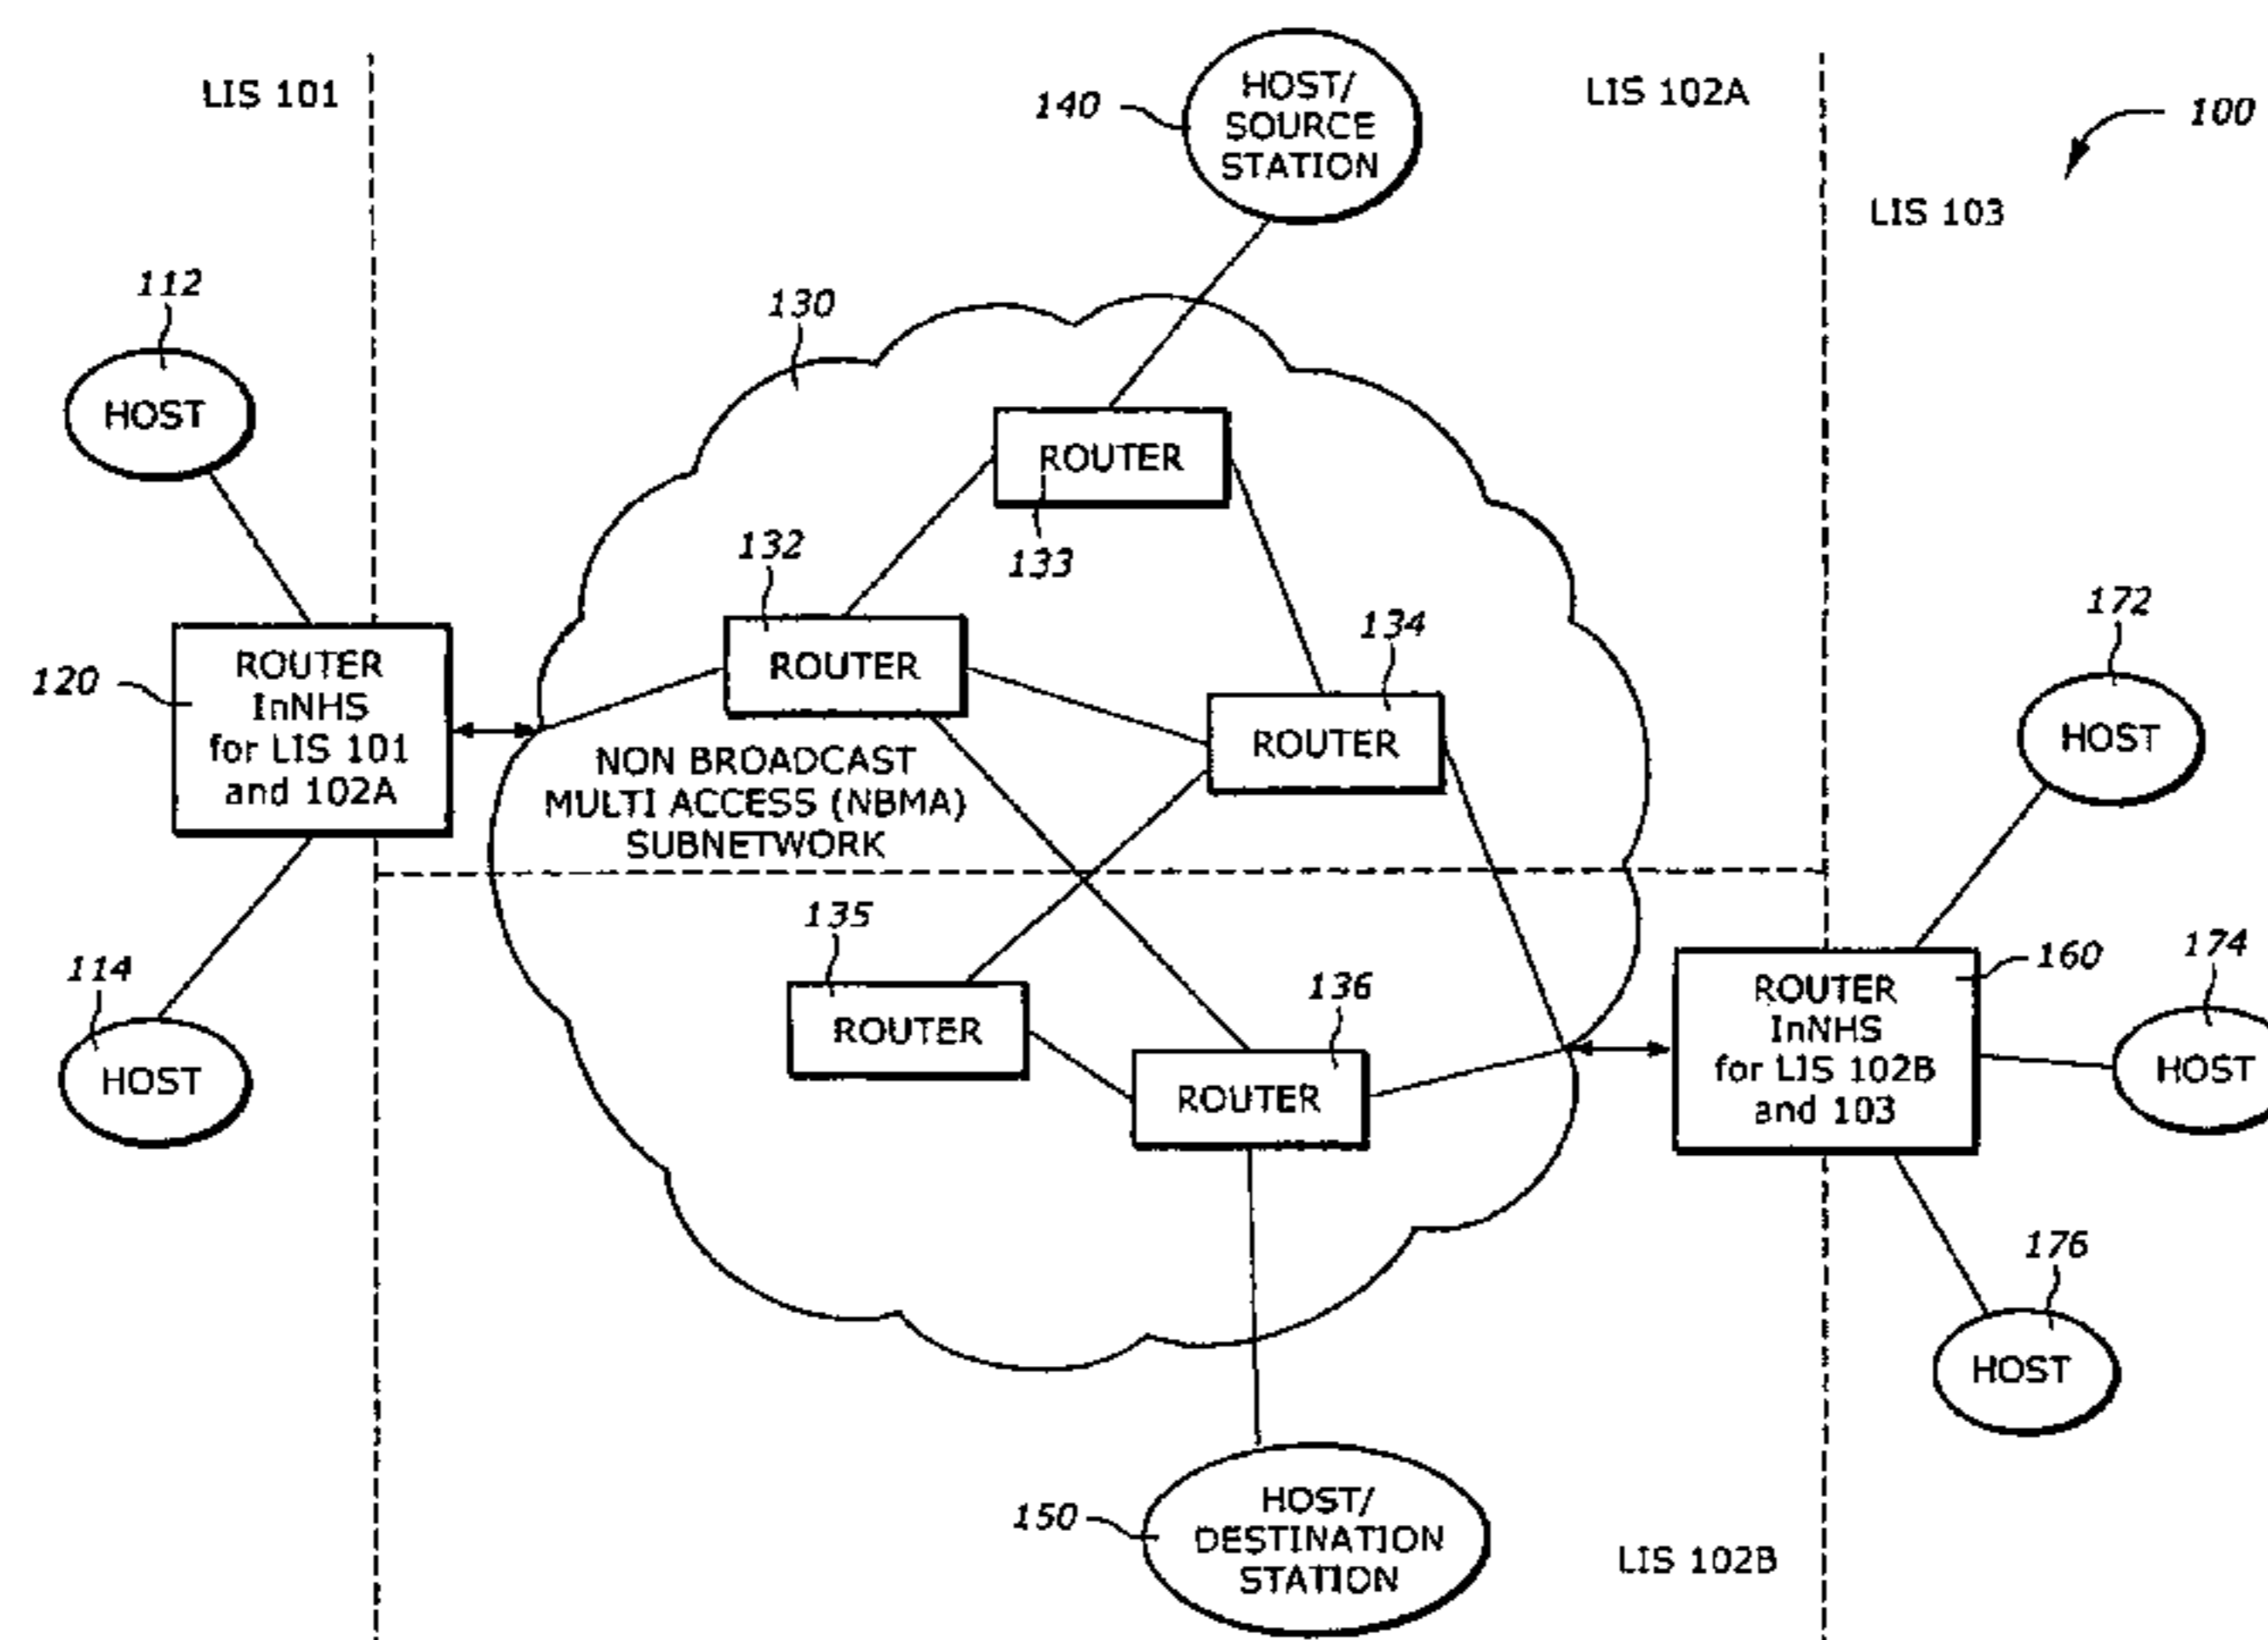 LIS 101
140
HOST/
SOURCE
STATION
LIS 102A
100
LIS 103
112
HOST
130
ROUTER
133
132
ROUTER
134
ROUTER
120
ROUTER
InNHS
for LIS 101
and 102A
NON BROADCAST
MULTI ACCESS (NBMA)
SUBNETWORK
172
HOST
114
HOST
135
ROUTER
136
ROUTER
160
ROUTER
InNHS
for LIS 102B
and 103
174
HOST
176
HOST
150
HOST/
DESTINATION
STATION
LIS 102B